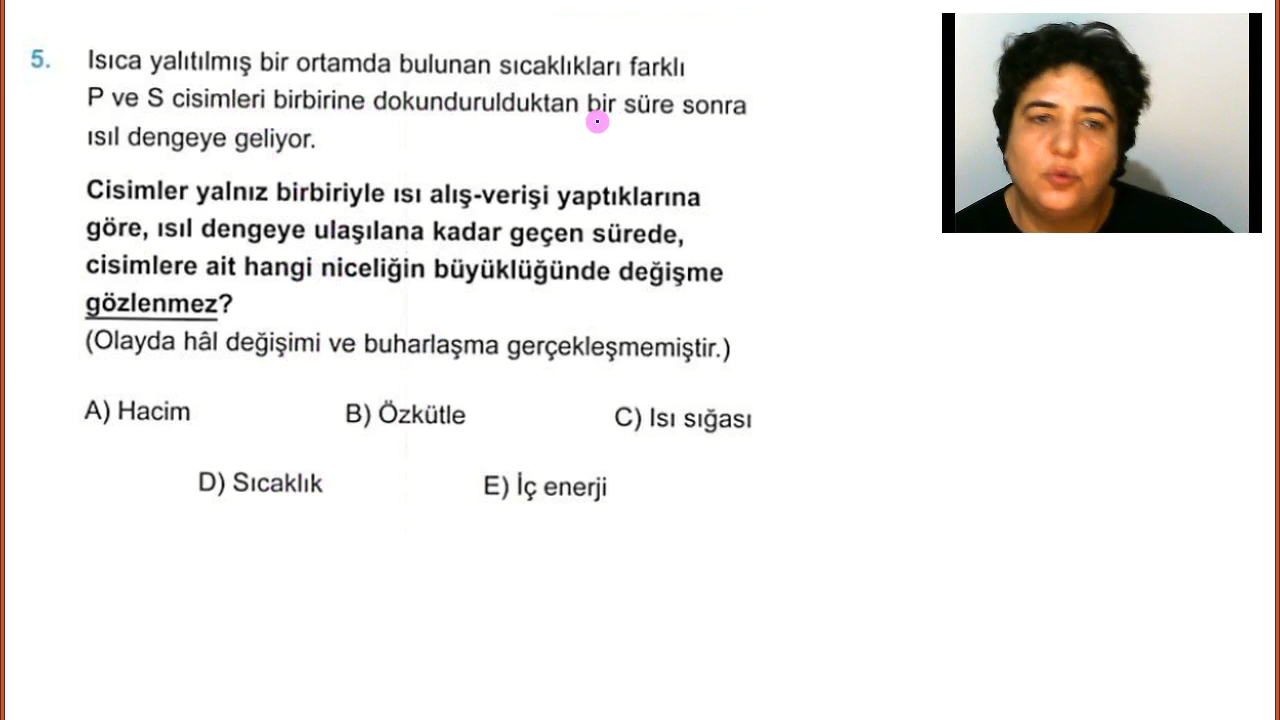 5. Isıca yalıtılmış bir ortamda bulunan sıcaklıkları farklı
P ve S cisimleri birbirine dokundurulduktan bir süre sonra
ısıl dengeye geliyor.
Cisimler yalnız birbiriyle ısı alış-verişi yaptıklarına
göre, ısıl dengeye ulaşılana kadar geçen sürede,
cisimlere ait hangi niceliğin büyüklüğünde değişme
gözlenmez?
(Olayda hâl değişimi ve buharlaşma gerçekleşmemiştir.)
A) Hacim B) Özkütle C) Isı sığası
D) Sıcaklık E) İç enerji